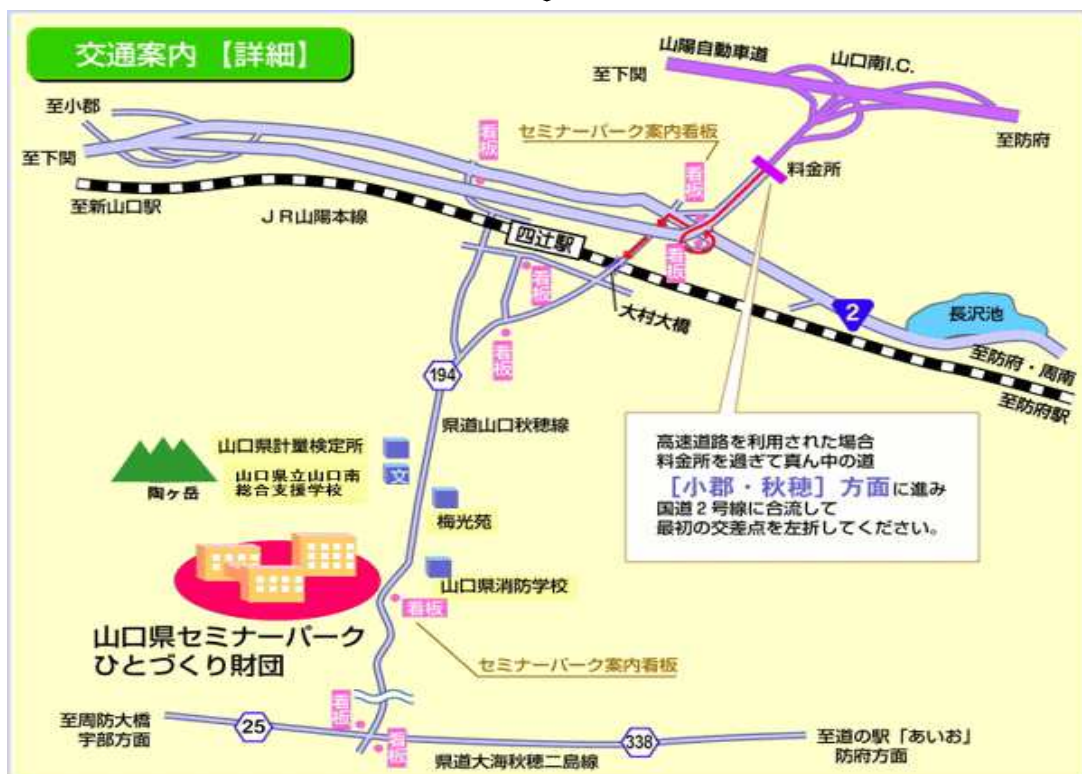 交通案内【詳細】
山陽自動車道
山口南I.C.
至下関
至小郡
セミナーパーク案内看板
至防府
看板
至下関
看板
料金所
至新山口駅
JR山陽本線
四辻駅
看板
看板
大村大橋
2
長沢池
看板
至防府・周南
194
至防府駅
県道山口秋穂線
高速道路を利用された場合
料金所を過ぎて真ん中の道
[小郡・秋穂]方面に進み
国道2号線に合流して
最初の交差点を左折してください。
山口県計量検定所
山口県立山口南
総合支援学校
文
陶ヶ岳
梅光苑
山口県消防学校
看板
山口県セミナーパーク
ひとづくり財団
セミナーパーク案内看板
看板
至周防大橋
宇部方面
25
看板
338
至道の駅「あいお」
防府方面
県道大海秋穂二島線